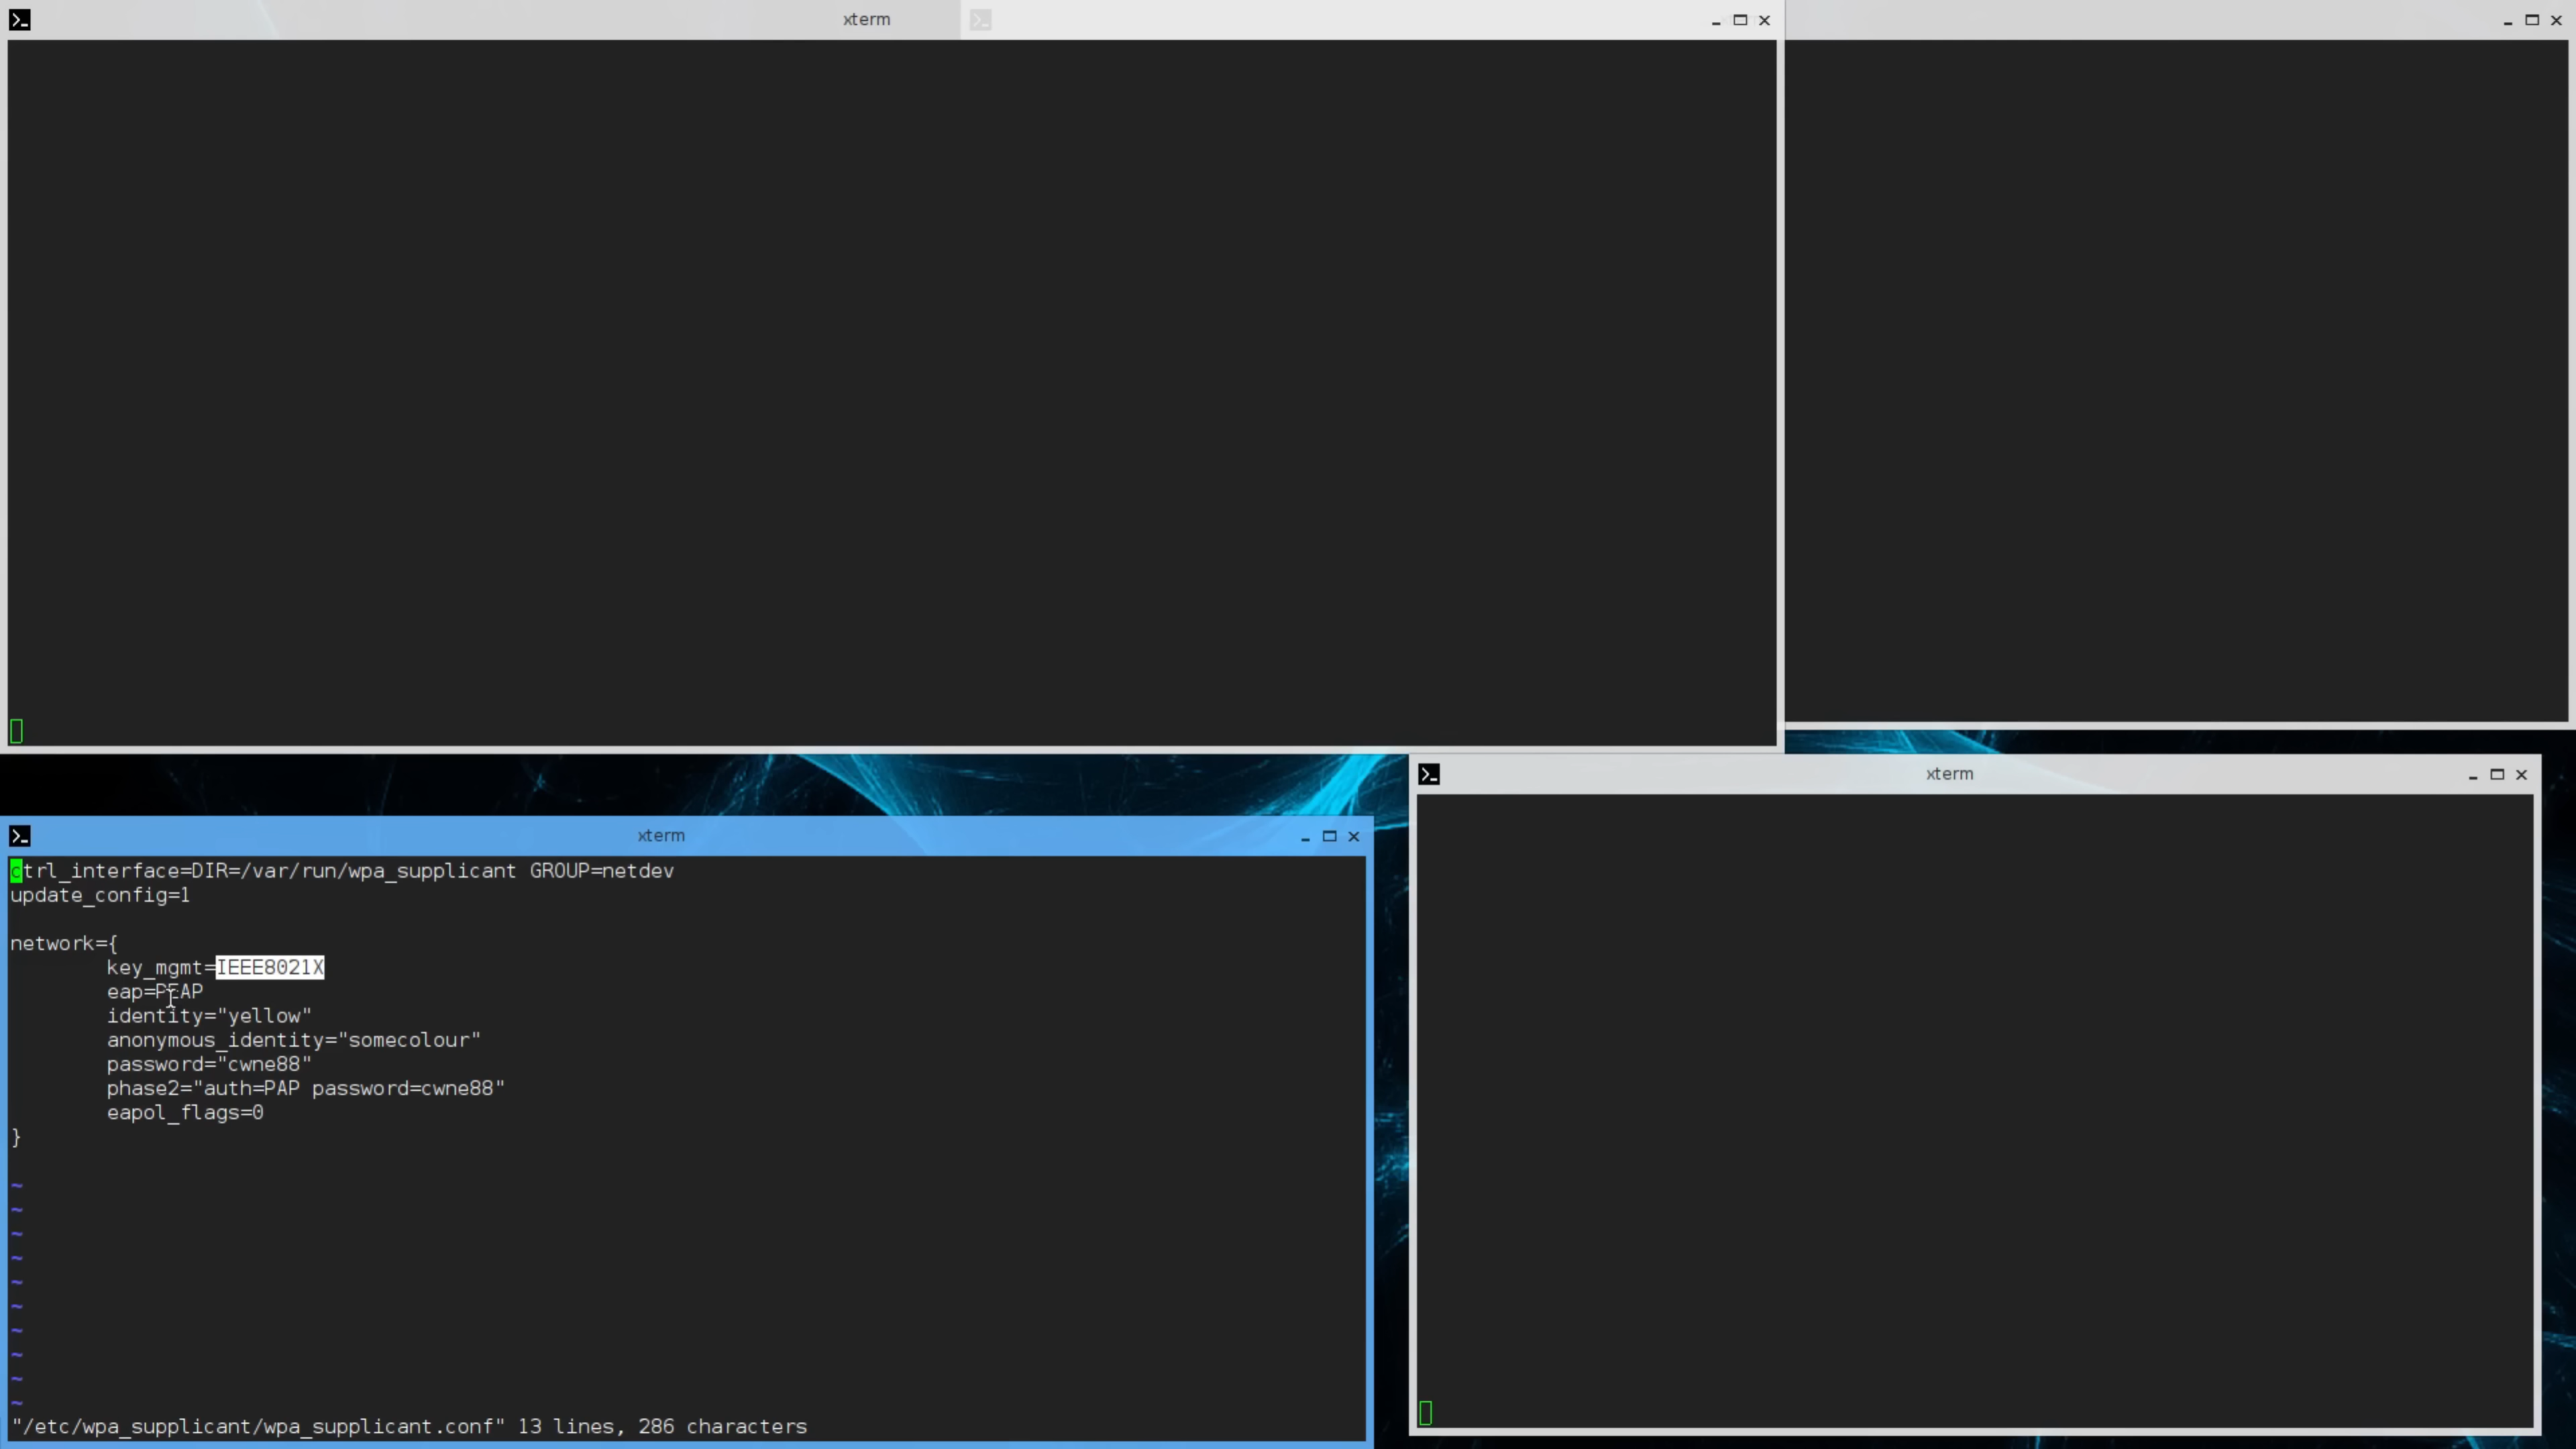 xterm
xterm
xterm
ctrl_interface=DIR=/var/run/wpa_supplicant GROUP=netdev
update_config=1
network={
key_mgmt=IEEE8021X
eap=PEAP
identity="yellow"
anonymous_identity="somecolour"
password="cwne88"
phase2="auth=PAP password=cwne88"
eapol_flags=0
}
~
~
~
~
~
~
~
~
~
~
"/etc/wpa_supplicant/wpa_supplicant.conf" 13 lines, 286 characters